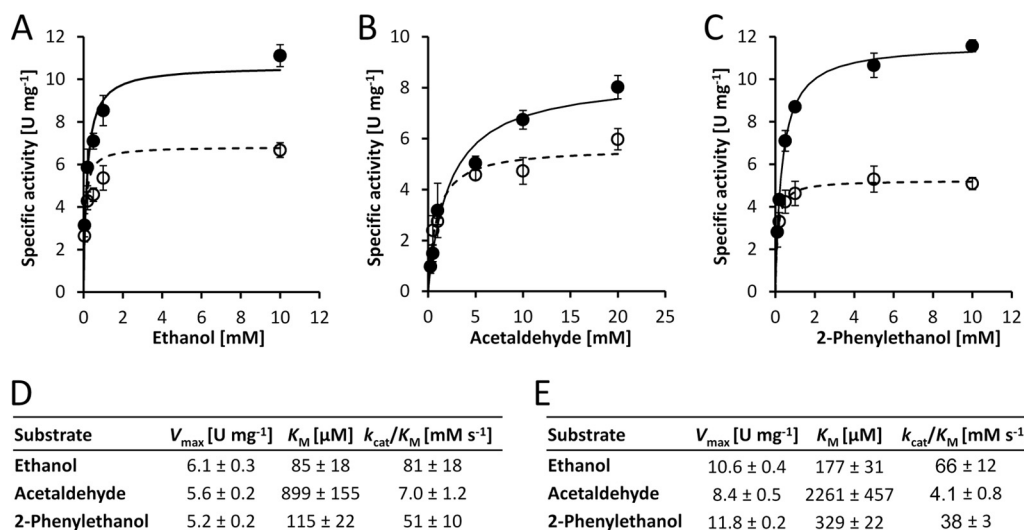 A
B
C
Specific activity [U mg⁻¹]
12
10
8
6
4
2
0
0 2 4 6 8 10 12
Ethanol [mM]
Specific activity [U mg⁻¹]
10
8
6
4
2
0
0 5 10 15 20 25
Acetaldehyde [mM]
Specific activity [U mg⁻¹]
12
10
8
6
4
2
0
0 2 4 6 8 10 12
2-Phenylethanol [mM]
D
Substrate Vmax [U mg⁻¹] KM [µM] kcat/KM [mM s⁻¹]
Ethanol 6.1 ± 0.3 85 ± 18 81 ± 18
Acetaldehyde 5.6 ± 0.2 899 ± 155 7.0 ± 1.2
2-Phenylethanol 5.2 ± 0.2 115 ± 22 51 ± 10
E
Substrate Vmax [U mg⁻¹] KM [µM] kcat/KM [mM s⁻¹]
Ethanol 10.6 ± 0.4 177 ± 31 66 ± 12
Acetaldehyde 8.4 ± 0.5 2261 ± 457 4.1 ± 0.8
2-Phenylethanol 11.8 ± 0.2 329 ± 22 38 ± 3